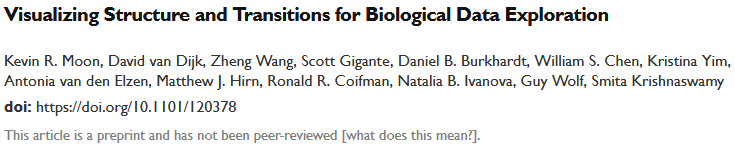 Visualizing Structure and Transitions for Biological Data Exploration
Kevin R. Moon, David van Dijk, Zheng Wang, Scott Gigante, Daniel B. Burkhardt, William S. Chen, Kristina Yim,
Antonia van den Elzen, Matthew J. Hirn, Ronald R. Coifman, Natalia B. Ivanova, Guy Wolf, Smita Krishnaswamy
doi: https://doi.org/10.1101/120378
This article is a preprint and has not been peer-reviewed [what does this mean?].